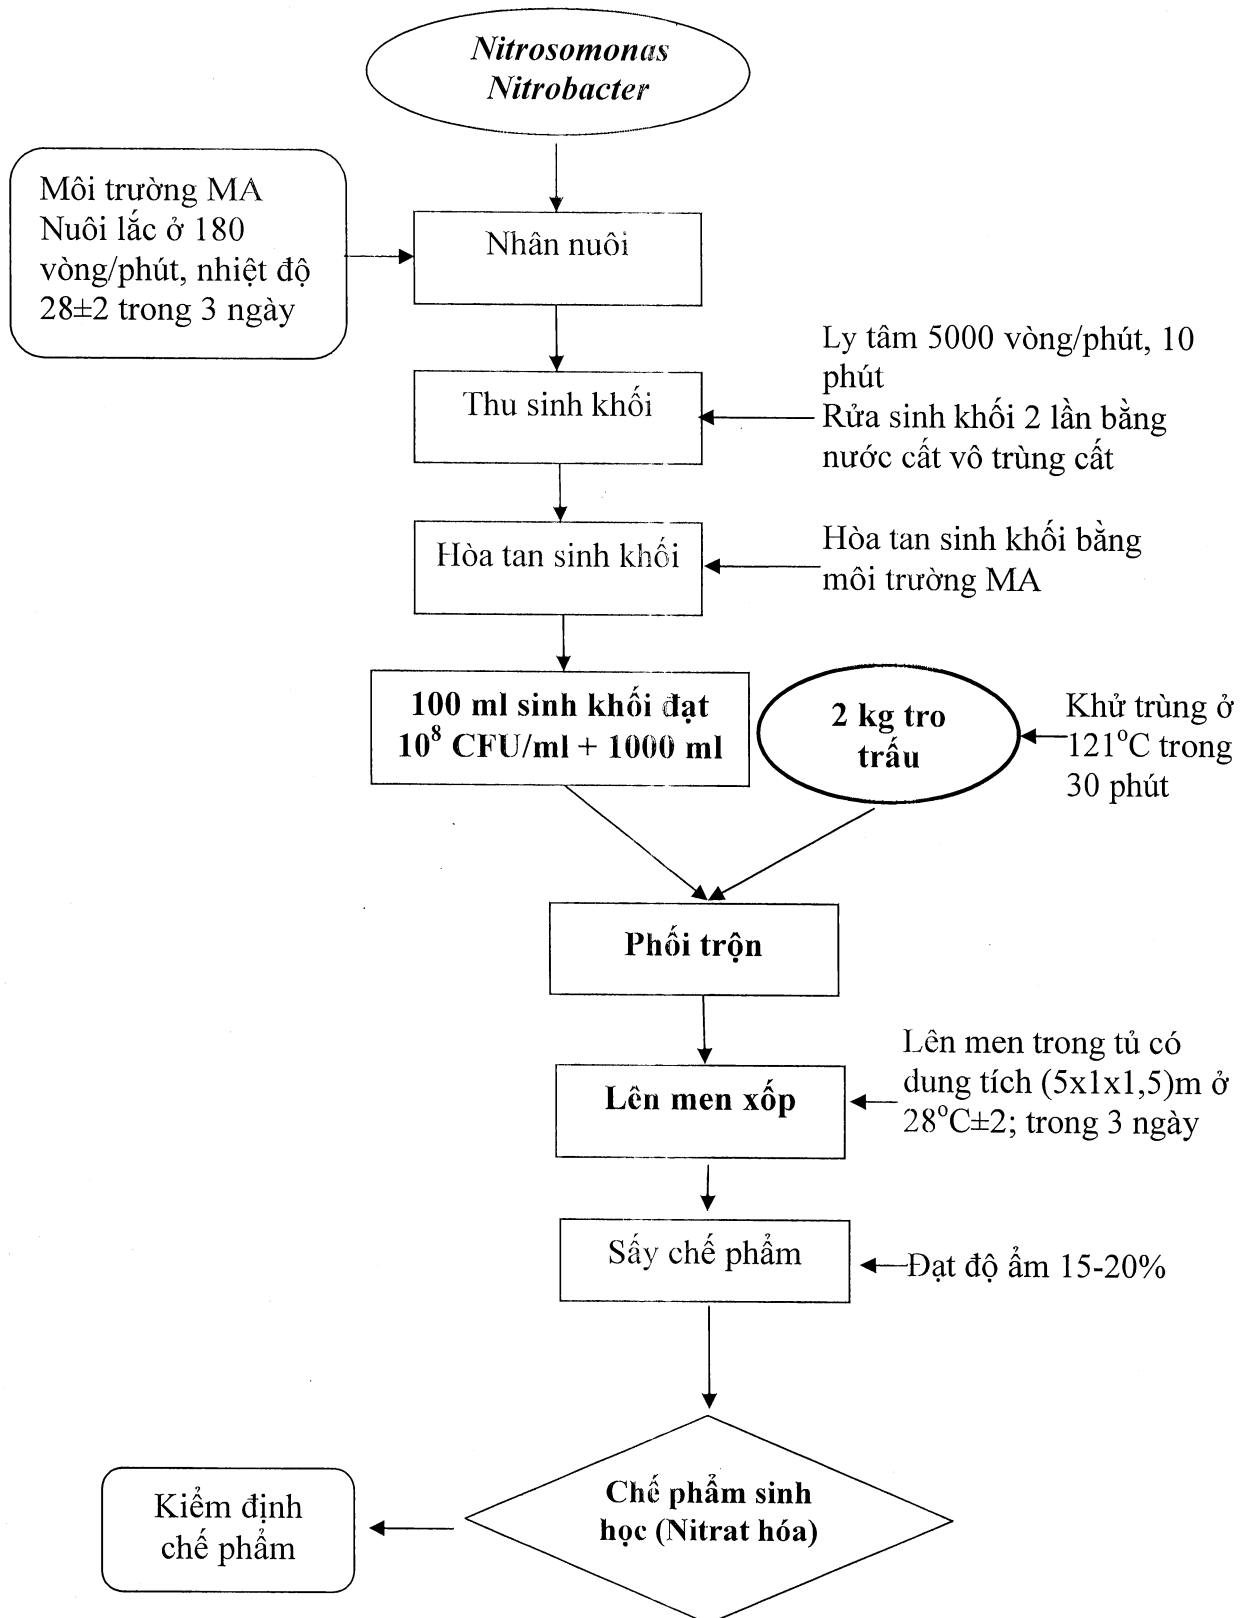 Nitrosomonas
Nitrobacter
Môi trường MA
Nuôi lắc ở 180
vòng/phút, nhiệt độ
28±2 trong 3 ngày
Nhân nuôi
Ly tâm 5000 vòng/phút, 10
phút
Rửa sinh khối 2 lần bằng
nước cất vô trùng cất
Thu sinh khối
Hòa tan sinh khối
Hòa tan sinh khối bằng
môi trường MA
100 ml sinh khối đạt
10⁸ CFU/ml + 1000 ml
2 kg tro
trấu
Khử trùng ở
121°C trong
30 phút
Phối trộn
Lên men xốp
Lên men trong tủ có
dung tích (5x1x1,5)m ở
28°C±2; trong 3 ngày
Sấy chế phẩm
Đạt độ ẩm 15-20%
Chế phẩm sinh
học (Nitrat hóa)
Kiểm định
chế phẩm